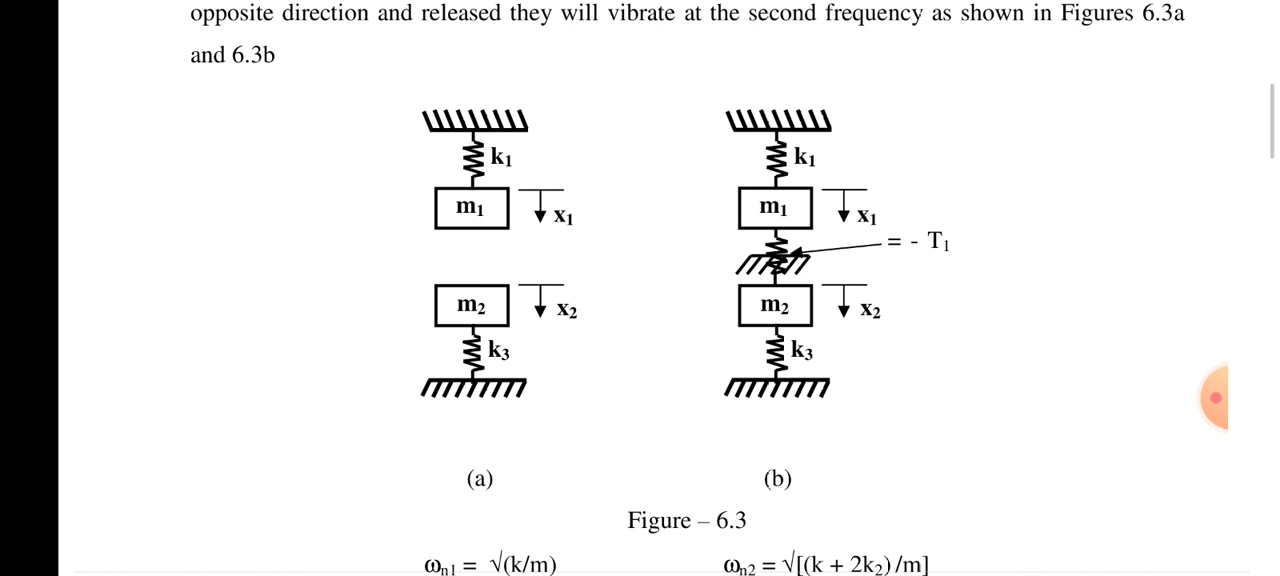 opposite direction and released they will vibrate at the second frequency as shown in Figures 6.3a
and 6.3b
k₁ k₁
m₁ x₁ m₁ x₁
= - T₁
m₂ x₂ m₂ x₂
k₃ k₃
(a) (b)
Figure – 6.3
ωₙ₁ = √(k/m) ωₙ₂ = √[(k + 2k₂) /m]